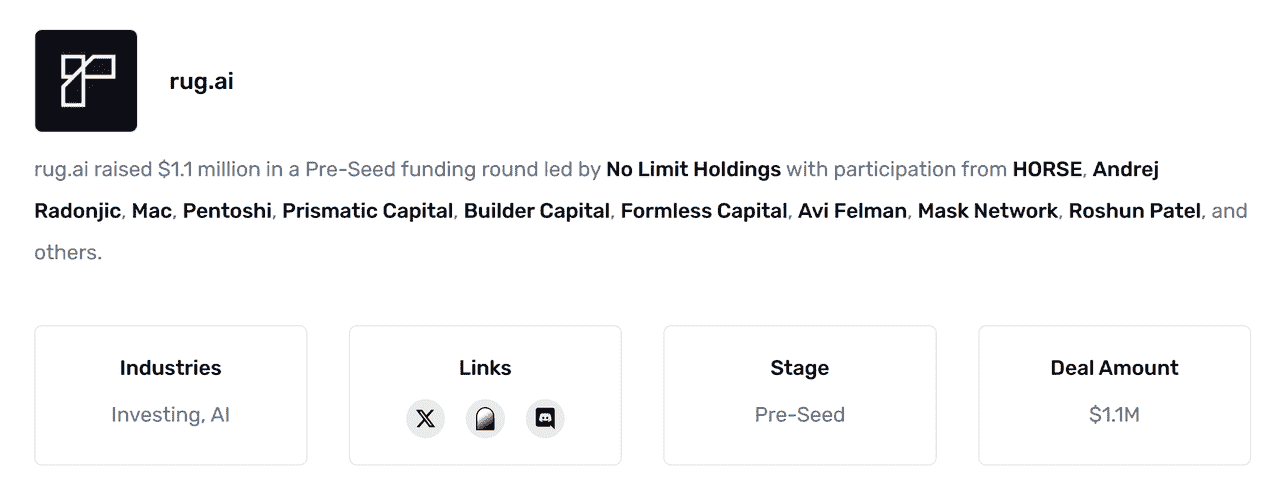 rug.ai
rug.ai raised $1.1 million in a Pre-Seed funding round led by No Limit Holdings with participation from HORSE, Andrej
Radonjic, Mac, Pentoshi, Prismatic Capital, Builder Capital, Formless Capital, Avi Felman, Mask Network, Roshun Patel, and
others.
Industries
Investing, AI
Links
Stage
Pre-Seed
Deal Amount
$1.1M